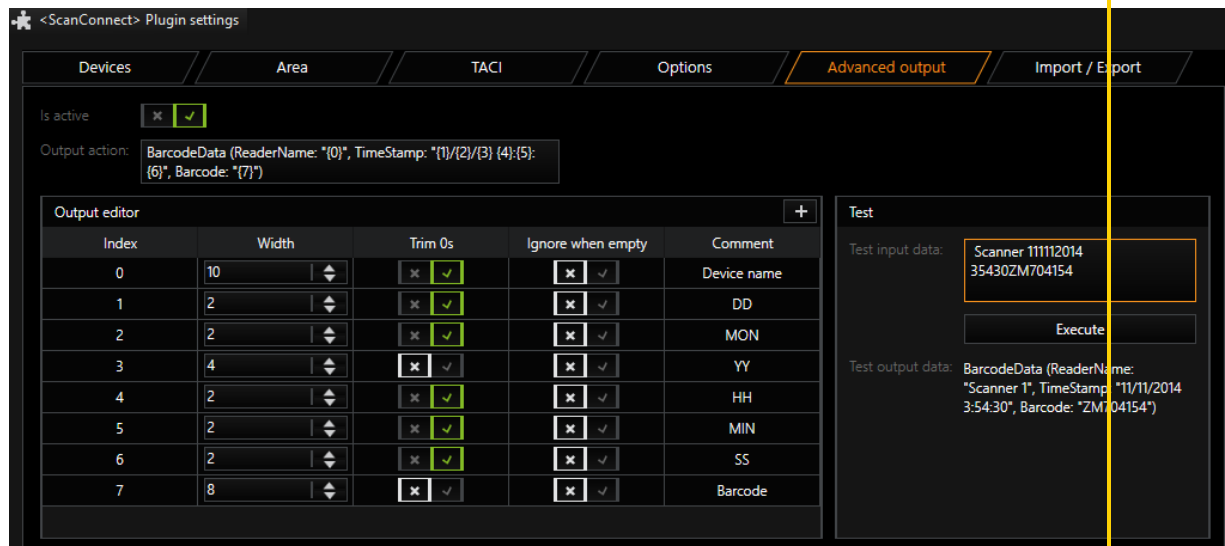 <ScanConnect> Plugin settings
Devices
Area
TACI
Options
Advanced output
Import / Export
Is active
Output action:
BarcodeData (ReaderName: "{0}", TimeStamp: "{1}/{2}/{3} {4}:{5}:
{6}", Barcode: "{7}")
Output editor
+
Index Width Trim 0s Ignore when empty Comment
0 10 Device name
1 2 DD
2 2 MON
3 4 YY
4 2 HH
5 2 MIN
6 2 SS
7 8 Barcode
Test
Test input data:
Scanner 111112014
35430ZM704154
Execute
Test output data:
BarcodeData (ReaderName:
"Scanner 1", TimeStamp: "11/11/2014
3:54:30", Barcode: "ZM704154")